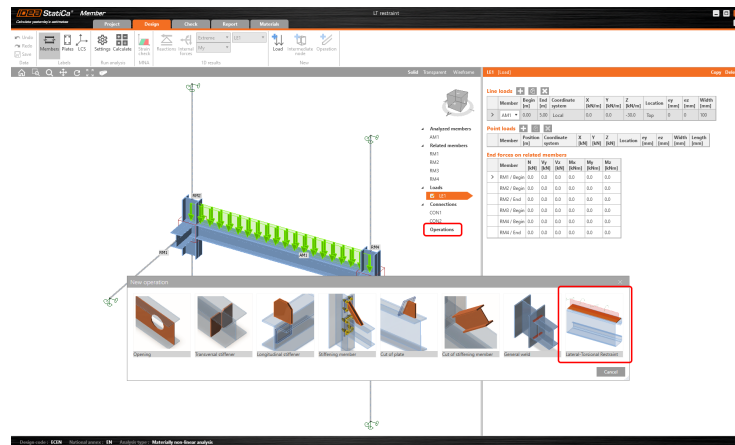 IDEA StatiCa® Member
Calculate yesterday's estimates
LT restraint
Project Design Check Report Materials
Undo
Redo
Save
Members Plates LCS
Settings Calculate
Strain check
Reactions Internal forces
Extreme
LE1
My
Load Intermediate node Operation
Data Labels Run analysis MNA 1D results New
Solid Transparent Wireframe
LE1 [Load]
Copy Delet
Line loads
Member Begin [m] End [m] Coordinate system X [kN/m] Y [kN/m] Z [kN/m] Location ey [mm] ez [mm] Width [mm]
> AM1 0.00 5.00 Local 0.0 0.0 -30.0 Top 0 0 100
Point loads
Member Position [m] Coordinate system X [kN] Y [kN] Z [kN] Location ey [mm] ez [mm] Width [mm] Length [mm]
End forces on related members
Member N [kN] Vy [kN] Vz [kN] Mx [kNm] My [kNm] Mz [kNm]
> RM1 / Begin 0.0 0.0 0.0 0.0 0.0 0.0
RM2 / Begin 0.0 0.0 0.0 0.0 0.0 0.0
RM2 / End 0.0 0.0 0.0 0.0 0.0 0.0
RM3 / Begin 0.0 0.0 0.0 0.0 0.0 0.0
RM4 / Begin 0.0 0.0 0.0 0.0 0.0 0.0
RM4 / End 0.0 0.0 0.0 0.0 0.0 0.0
Analyzed members
AM1
Related members
RM1
RM2
RM3
RM4
Loads
LE1
Connections
CON1
CON2
Operations
RM2
RM1
AM1
RM4
New operation
Opening
Transversal stiffener
Longitudinal stiffener
Stiffening member
Cut of plate
Cut of stiffening member
General weld
Lateral-Torsional Restraint
Cancel
Design code : ECEN National annex : EN Analysis type : Materially non-linear analysis